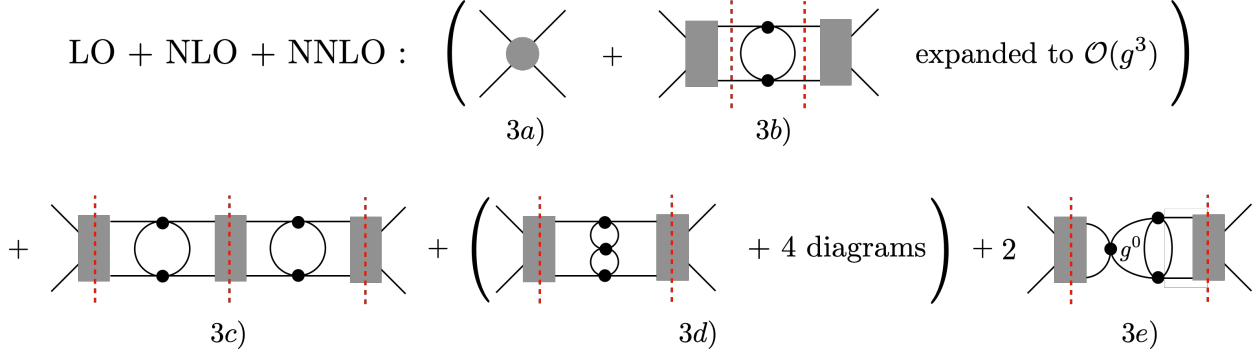 LO + NLO + NNLO : ( + expanded to 𝒪(g³) )
3a) 3b)
+ + ( + 4 diagrams ) + 2 g⁰
3c) 3d) 3e)